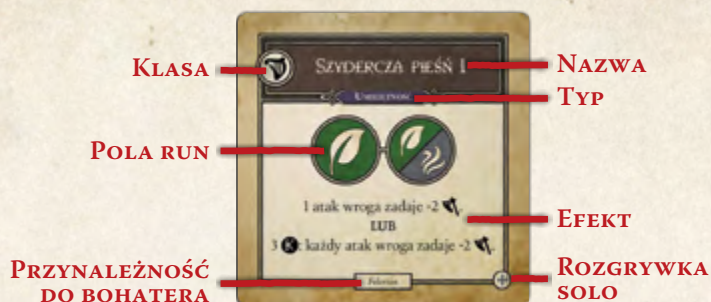 Klasa
Szydercza pieśń I
Nazwa
Umiejętność
Typ
Pola run
1 atak wroga zadaje -2
LUB
3 K: każdy atak wroga zadaje -2
Efekt
Przynależność
do bohatera
Rozgrywka
solo